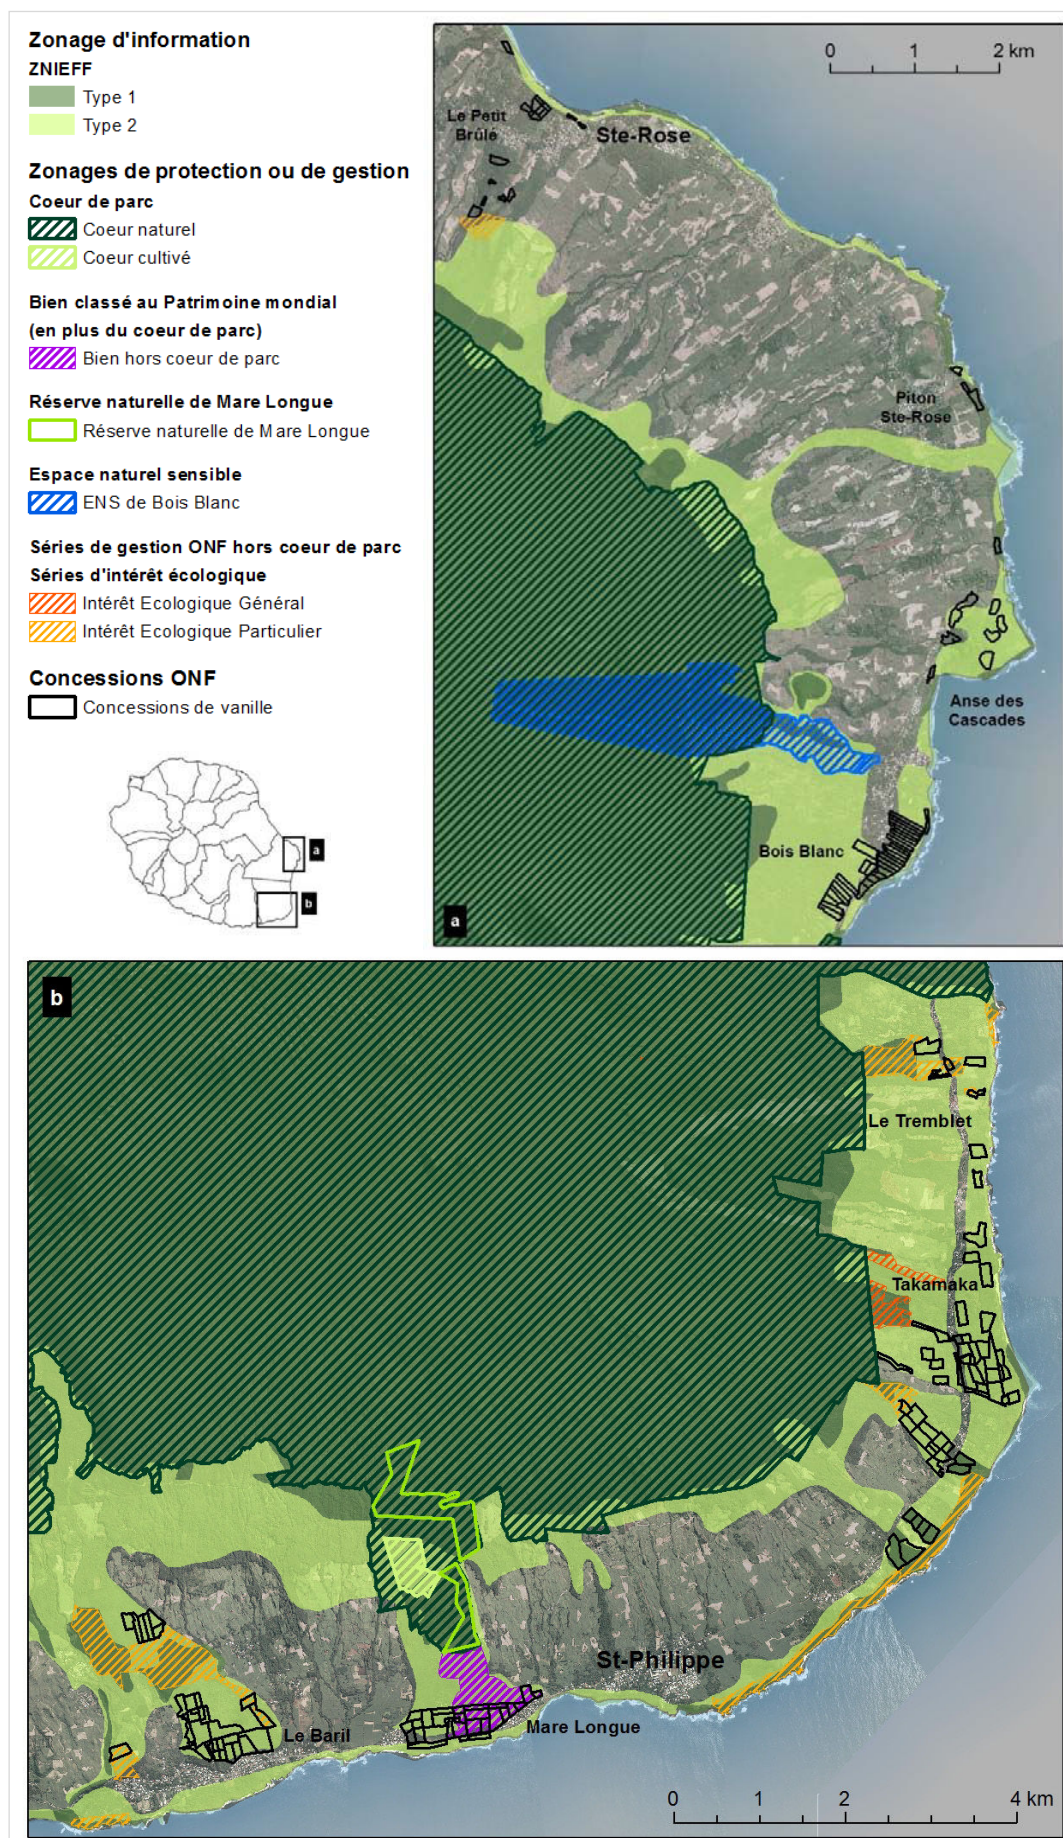 Zonage d'information
ZNIEFF
Type 1
Type 2
Zonages de protection ou de gestion
Coeur de parc
Coeur naturel
Coeur cultivé
Bien classé au Patrimoine mondial
(en plus du coeur de parc)
Bien hors coeur de parc
Réserve naturelle de Mare Longue
Réserve naturelle de Mare Longue
Espace naturel sensible
ENS de Bois Blanc
Séries de gestion ONF hors coeur de parc
Séries d'intérêt écologique
Intérêt Ecologique Général
Intérêt Ecologique Particulier
Concessions ONF
Concessions de vanille
a
b
0 1 2 km
Le Petit
Brûlé
Ste-Rose
Piton
Ste-Rose
Anse des
Cascades
Bois Blanc
a
b
Le Tremblet
Takamaka
St-Philippe
Le Baril
Mare Longue
0 1 2 4 km